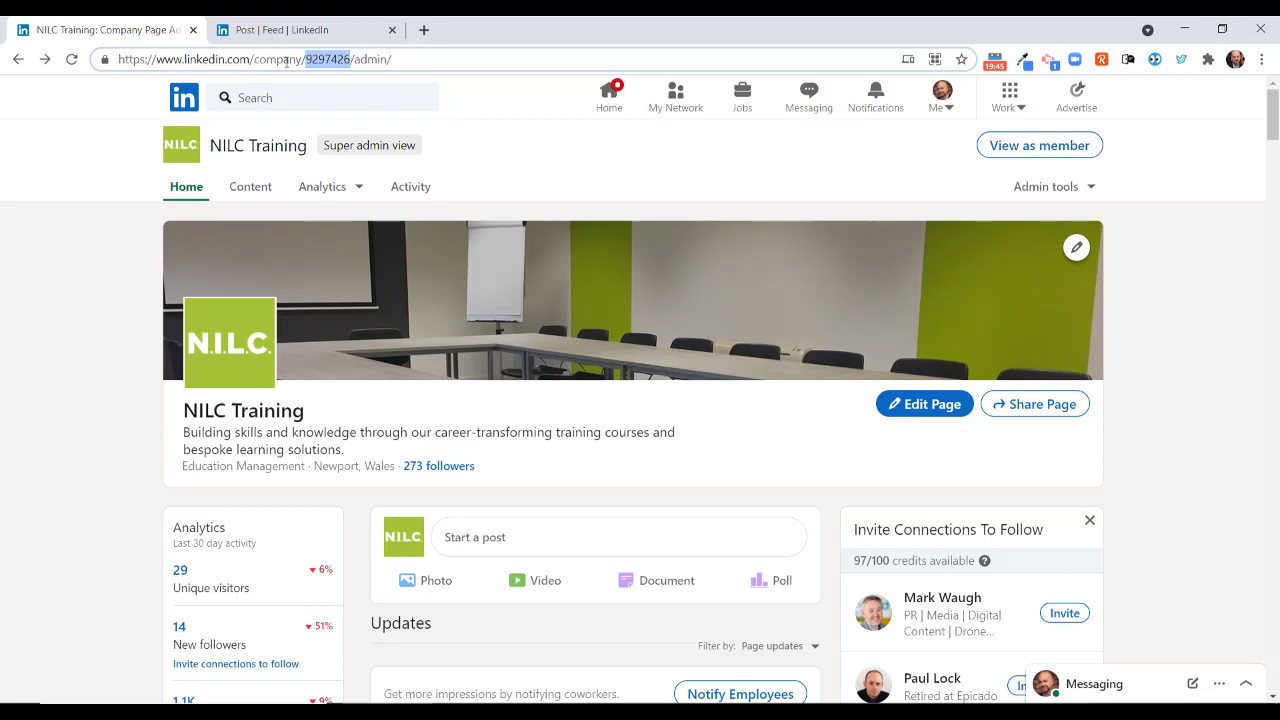 NILC Training: Company Page Ad
Post | Feed | LinkedIn
https://www.linkedin.com/company/9297426/admin/
19:45
1
in
Search
Home
My Network
Jobs
Messaging
Notifications
Me
Work
Advertise
N.I.L.C.
NILC Training
Super admin view
View as member
Home
Content
Analytics
Activity
Admin tools
N.I.L.C.
NILC Training
Edit Page
Share Page
Building skills and knowledge through our career-transforming training courses and
bespoke learning solutions.
Education Management · Newport, Wales · 273 followers
Analytics
Last 30 day activity
29
6%
Unique visitors
14
51%
New followers
Invite connections to follow
1.1K
9%
N.I.L.C.
Start a post
Photo
Video
Document
Poll
Updates
Filter by: Page updates
Get more impressions by notifying coworkers.
Notify Employees
Invite Connections To Follow
97/100 credits available
Mark Waugh
PR | Media | Digital
Content | Drone...
Invite
Paul Lock
Retired at Epicado
In
Messaging